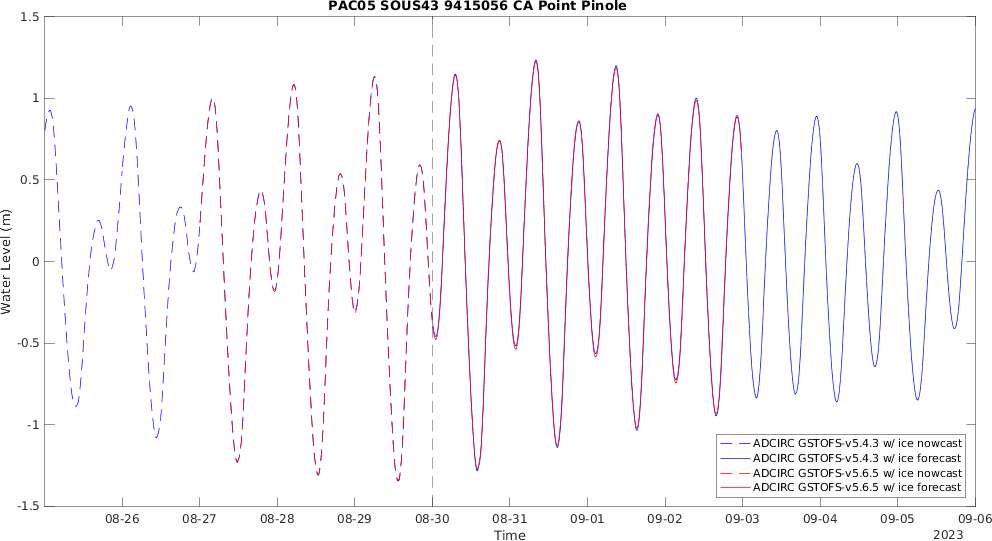 PAC05 SOUS43 9415056 CA Point Pinole
1.5
1
0.5
0
-0.5
-1
-1.5
Water Level (m)
ADCIRC GSTOFS-v5.4.3 w/ ice nowcast
ADCIRC GSTOFS-v5.4.3 w/ ice forecast
ADCIRC GSTOFS-v5.6.5 w/ ice nowcast
ADCIRC GSTOFS-v5.6.5 w/ ice forecast
08-26 08-27 08-28 08-29 08-30 08-31 09-01 09-02 09-03 09-04 09-05 09-06
Time
2023